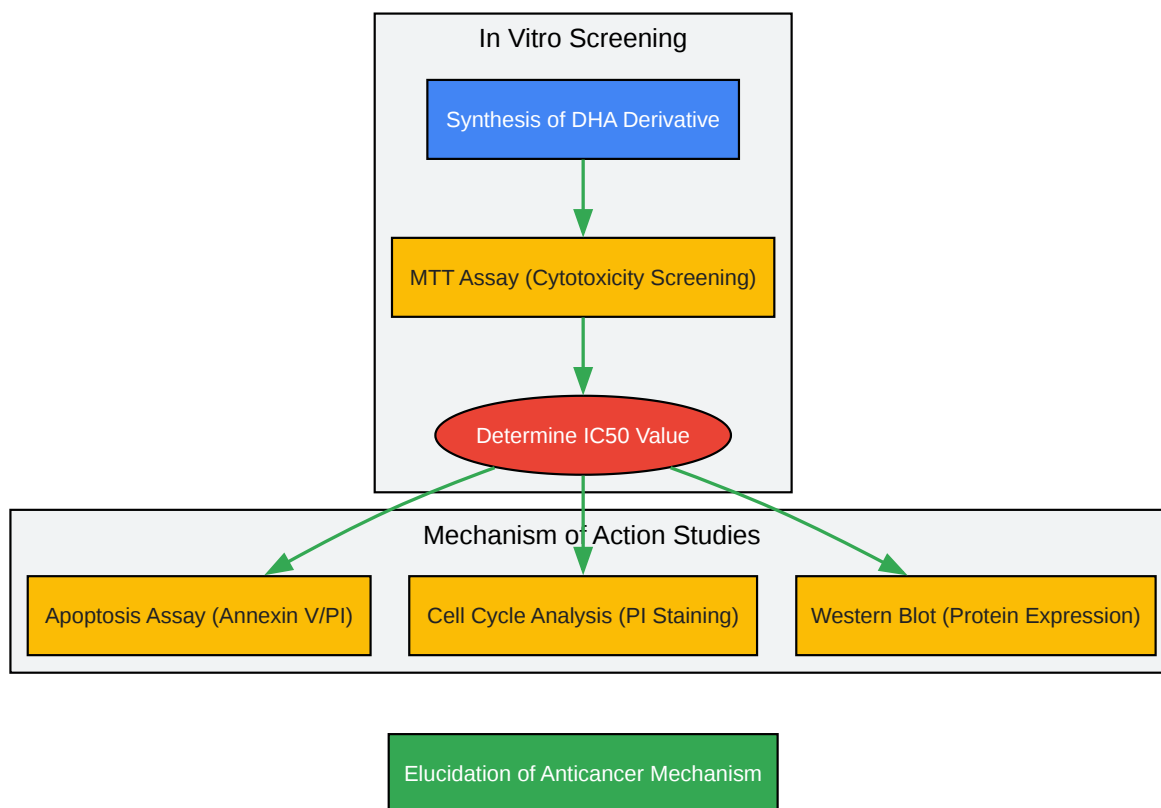 In Vitro Screening
Synthesis of DHA Derivative
MTT Assay (Cytotoxicity Screening)
Determine IC50 Value
Mechanism of Action Studies
Apoptosis Assay (Annexin V/PI)
Cell Cycle Analysis (PI Staining)
Western Blot (Protein Expression)
Elucidation of Anticancer Mechanism